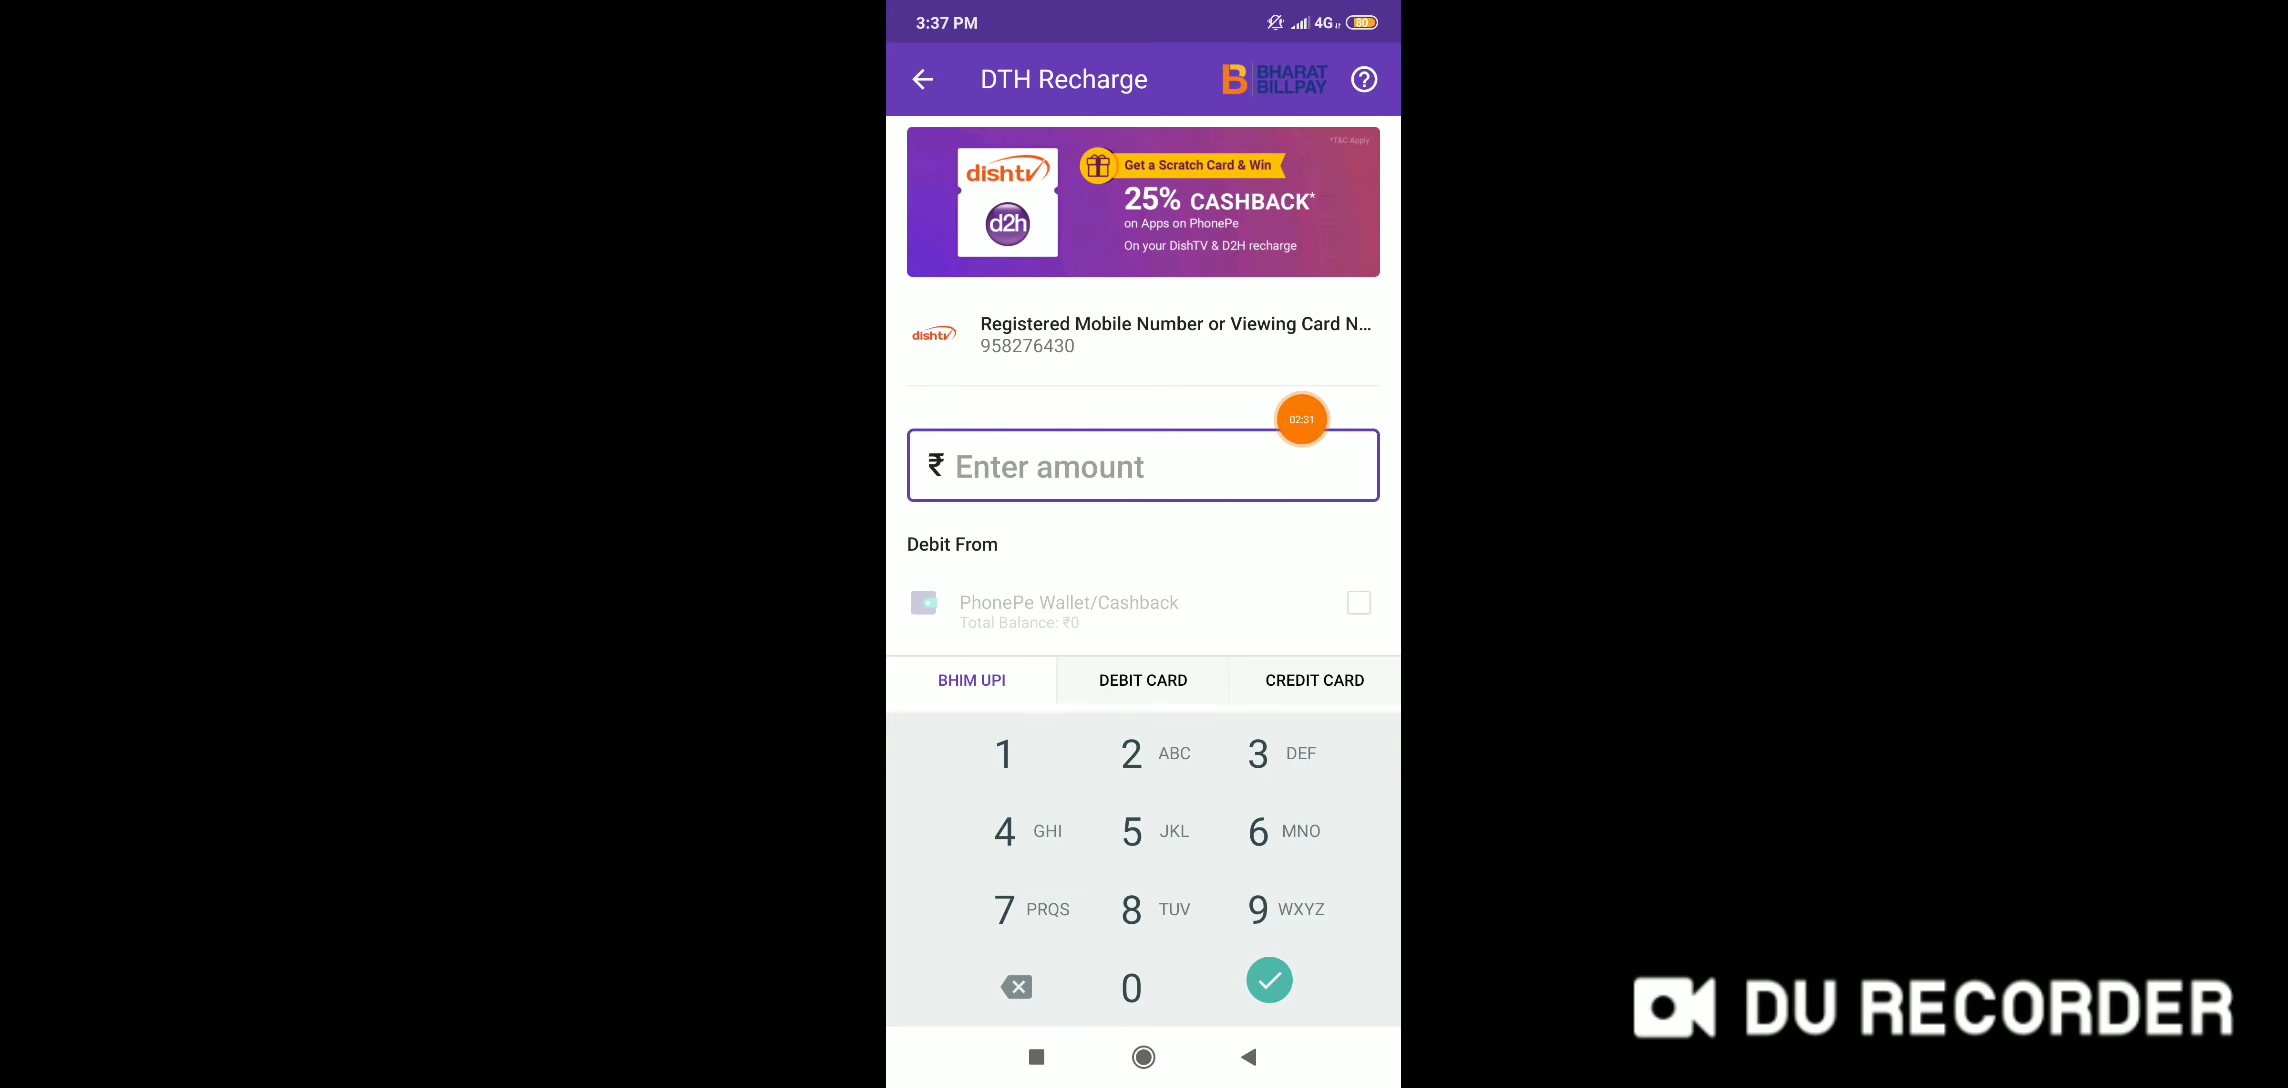 3:37 PM
4G
80
DTH Recharge
B BHARAT
BILLPAY
*T&C Apply
dishtv
d2h
Get a Scratch Card & Win
25% CASHBACK*
on Apps on PhonePe
On your DishTV & D2H recharge
dishtv
Registered Mobile Number or Viewing Card N...
958276430
02:31
₹ Enter amount
Debit From
PhonePe Wallet/Cashback
Total Balance: ₹0
BHIM UPI DEBIT CARD CREDIT CARD
1 2 ABC 3 DEF
4 GHI 5 JKL 6 MNO
7 PRQS 8 TUV 9 WXYZ
0
DU RECORDER